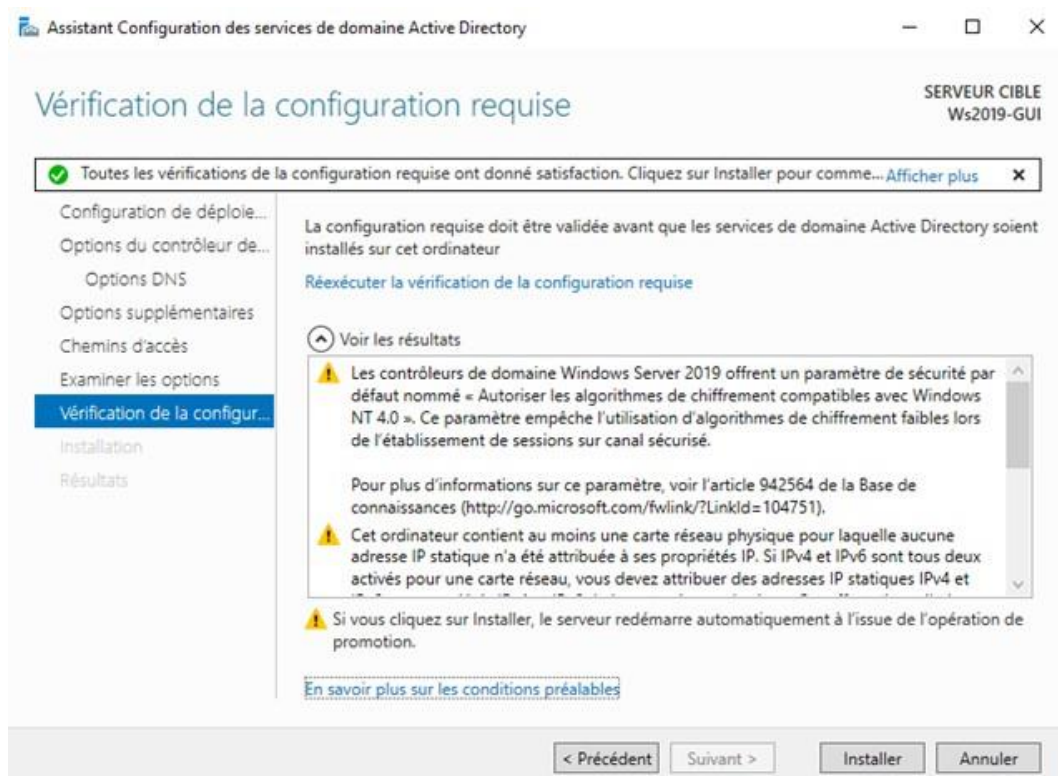 Assistant Configuration des services de domaine Active Directory
Vérification de la configuration requise
SERVEUR CIBLE
Ws2019-GUI
Toutes les vérifications de la configuration requise ont donné satisfaction. Cliquez sur Installer pour comme... Afficher plus
Configuration de déploie...
Options du contrôleur de...
Options DNS
Options supplémentaires
Chemins d'accès
Examiner les options
Vérification de la configur...
Installation
Résultats
La configuration requise doit être validée avant que les services de domaine Active Directory soient
installés sur cet ordinateur
Réexécuter la vérification de la configuration requise
Voir les résultats
Les contrôleurs de domaine Windows Server 2019 offrent un paramètre de sécurité par
défaut nommé « Autoriser les algorithmes de chiffrement compatibles avec Windows
NT 4.0 ». Ce paramètre empêche l'utilisation d'algorithmes de chiffrement faibles lors
de l'établissement de sessions sur canal sécurisé.
Pour plus d'informations sur ce paramètre, voir l'article 942564 de la Base de
connaissances (http://go.microsoft.com/fwlink/?LinkId=104751).
Cet ordinateur contient au moins une carte réseau physique pour laquelle aucune
adresse IP statique n'a été attribuée à ses propriétés IP. Si IPv4 et IPv6 sont tous deux
activés pour une carte réseau, vous devez attribuer des adresses IP statiques IPv4 et
Si vous cliquez sur Installer, le serveur redémarre automatiquement à l'issue de l'opération de
promotion.
En savoir plus sur les conditions préalables
< Précédent
Suivant >
Installer
Annuler